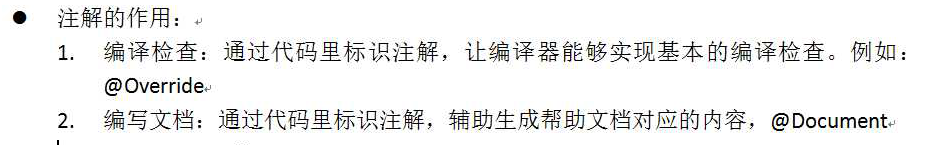 ● 注解的作用：
1. 编译检查：通过代码里标识注解，让编译器能够实现基本的编译检查。例如：
@Override
2. 编写文档：通过代码里标识注解，辅助生成帮助文档对应的内容，@Document